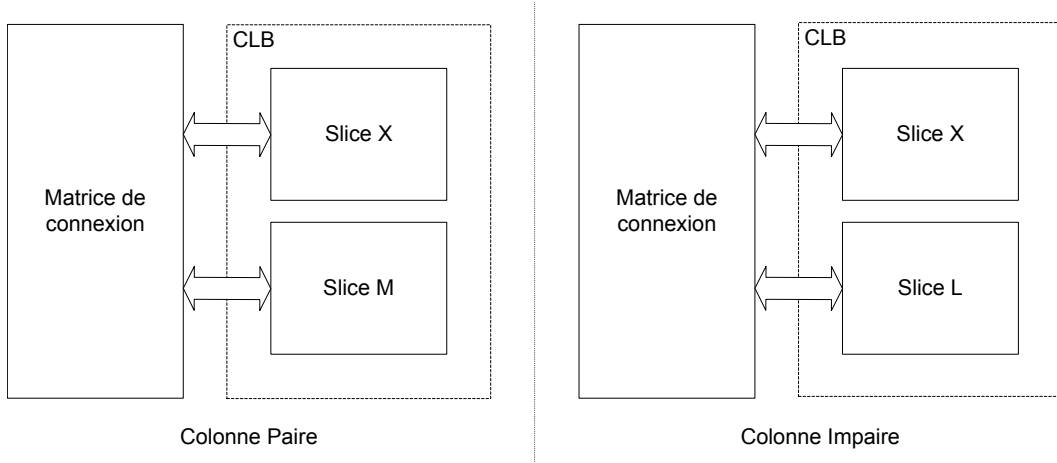 CLB
Slice X
Matrice de
connexion
Slice M
Colonne Paire
CLB
Slice X
Matrice de
connexion
Slice L
Colonne Impaire